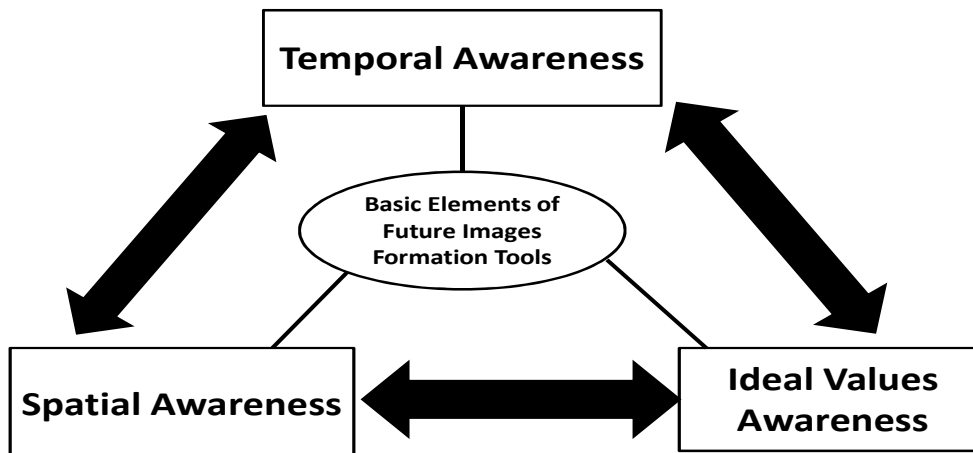 Temporal Awareness
Basic Elements of
Future Images
Formation Tools
Spatial Awareness
Ideal Values
Awareness